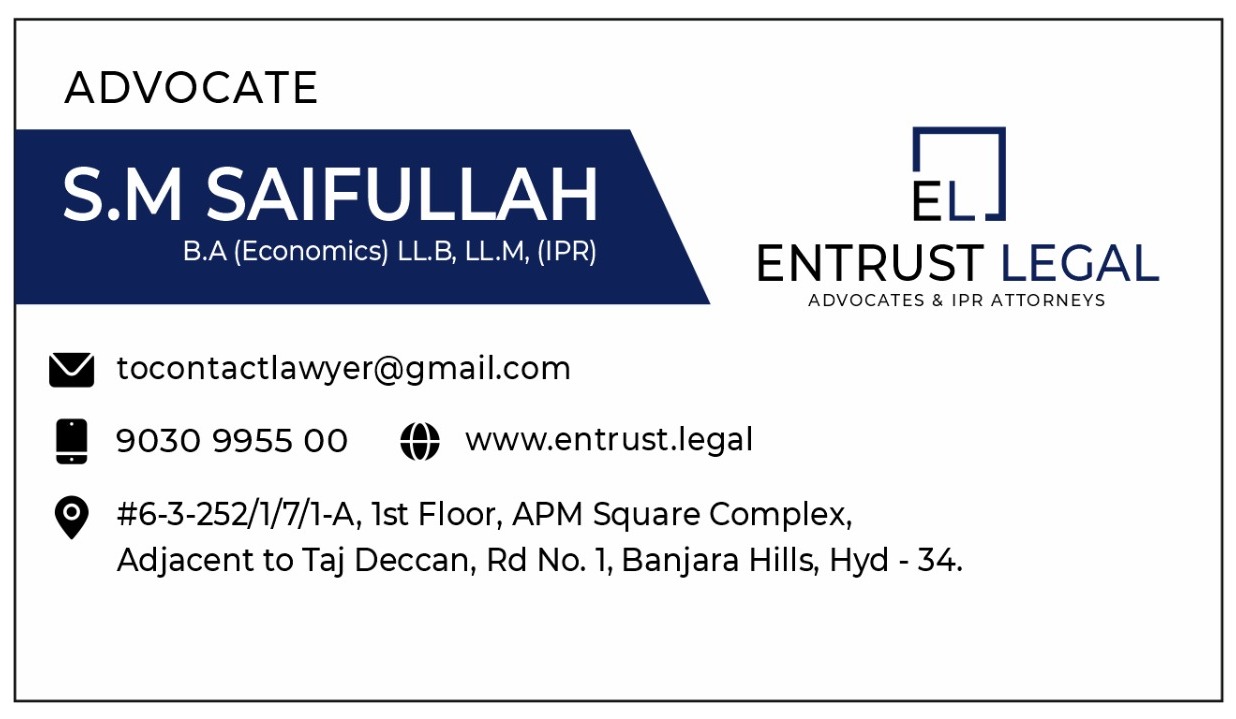 ADVOCATE
S.M SAIFULLAH
B.A (Economics) LL.B, LL.M, (IPR)
EL
ENTRUST LEGAL
ADVOCATES & IPR ATTORNEYS
tocontactlawyer@gmail.com
9030 9955 00
www.entrust.legal
#6-3-252/1/7/1-A, 1st Floor, APM Square Complex,
Adjacent to Taj Deccan, Rd No. 1, Banjara Hills, Hyd - 34.